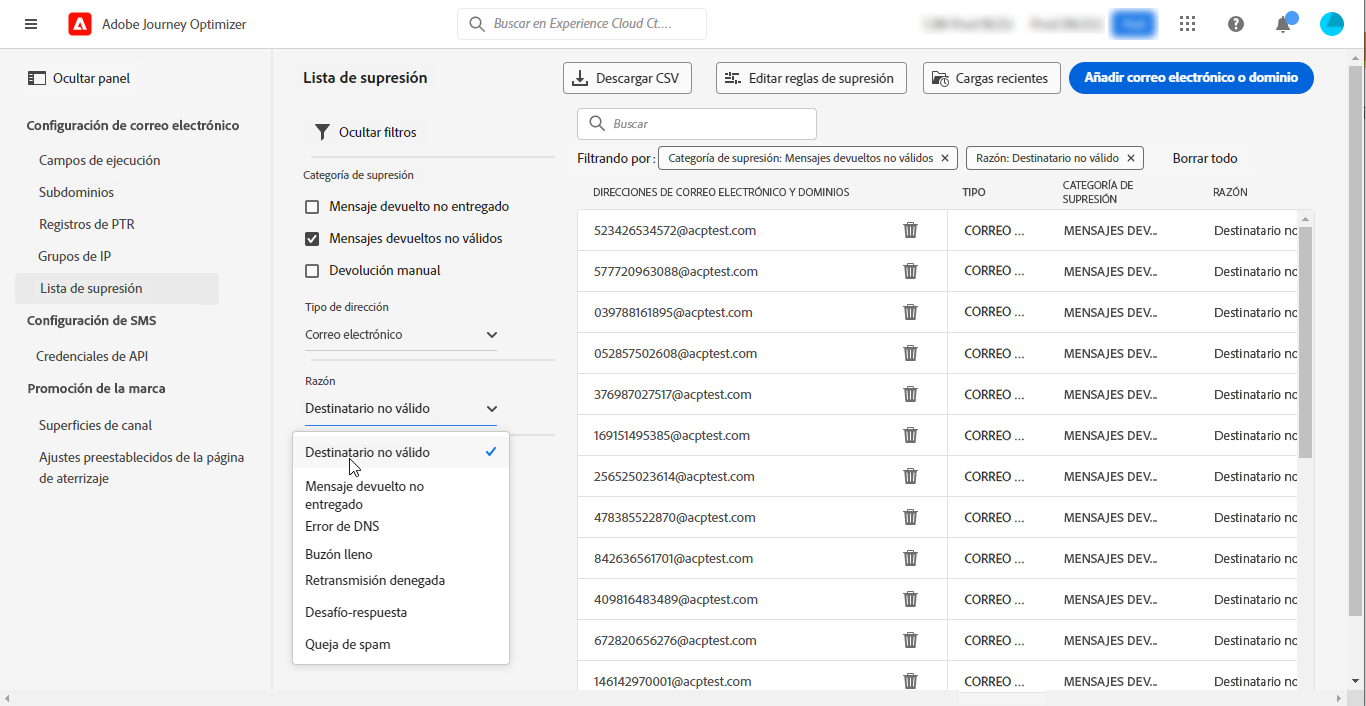 Adobe Journey Optimizer
Buscar en Experience Cloud Ct....
Ocultar panel
Configuración de correo electrónico
Campos de ejecución
Subdominios
Registros de PTR
Grupos de IP
Lista de supresión
Configuración de SMS
Credenciales de API
Promoción de la marca
Superficies de canal
Ajustes preestablecidos de la página
de aterrizaje
Lista de supresión
Descargar CSV
Editar reglas de supresión
Cargas recientes
Añadir correo electrónico o dominio
Ocultar filtros
Categoría de supresión
Mensaje devuelto no entregado
Mensajes devueltos no válidos
Devolución manual
Tipo de dirección
Correo electrónico
Razón
Destinatario no válido
Destinatario no válido
Mensaje devuelto no
entregado
Error de DNS
Buzón lleno
Retransmisión denegada
Desafío-respuesta
Queja de spam
Buscar
Filtrando por: Categoría de supresión: Mensajes devueltos no válidos Razón: Destinatario no válido Borrar todo
DIRECCIONES DE CORREO ELECTRÓNICO Y DOMINIOS TIPO CATEGORÍA DE
SUPRESIÓN RAZÓN
523426534572@acptest.com CORREO ... MENSAJES DEV... Destinatario no
577720963088@acptest.com CORREO ... MENSAJES DEV... Destinatario no
039788161895@acptest.com CORREO ... MENSAJES DEV... Destinatario no
052857502608@acptest.com CORREO ... MENSAJES DEV... Destinatario no
376987027517@acptest.com CORREO ... MENSAJES DEV... Destinatario no
169151495385@acptest.com CORREO ... MENSAJES DEV... Destinatario no
256525023614@acptest.com CORREO ... MENSAJES DEV... Destinatario no
478385522870@acptest.com CORREO ... MENSAJES DEV... Destinatario no
842636561701@acptest.com CORREO ... MENSAJES DEV... Destinatario no
409816483489@acptest.com CORREO ... MENSAJES DEV... Destinatario no
672820656276@acptest.com CORREO ... MENSAJES DEV... Destinatario no
146142970001@acptest.com CORREO ... MENSAJES DEV... Destinatario no